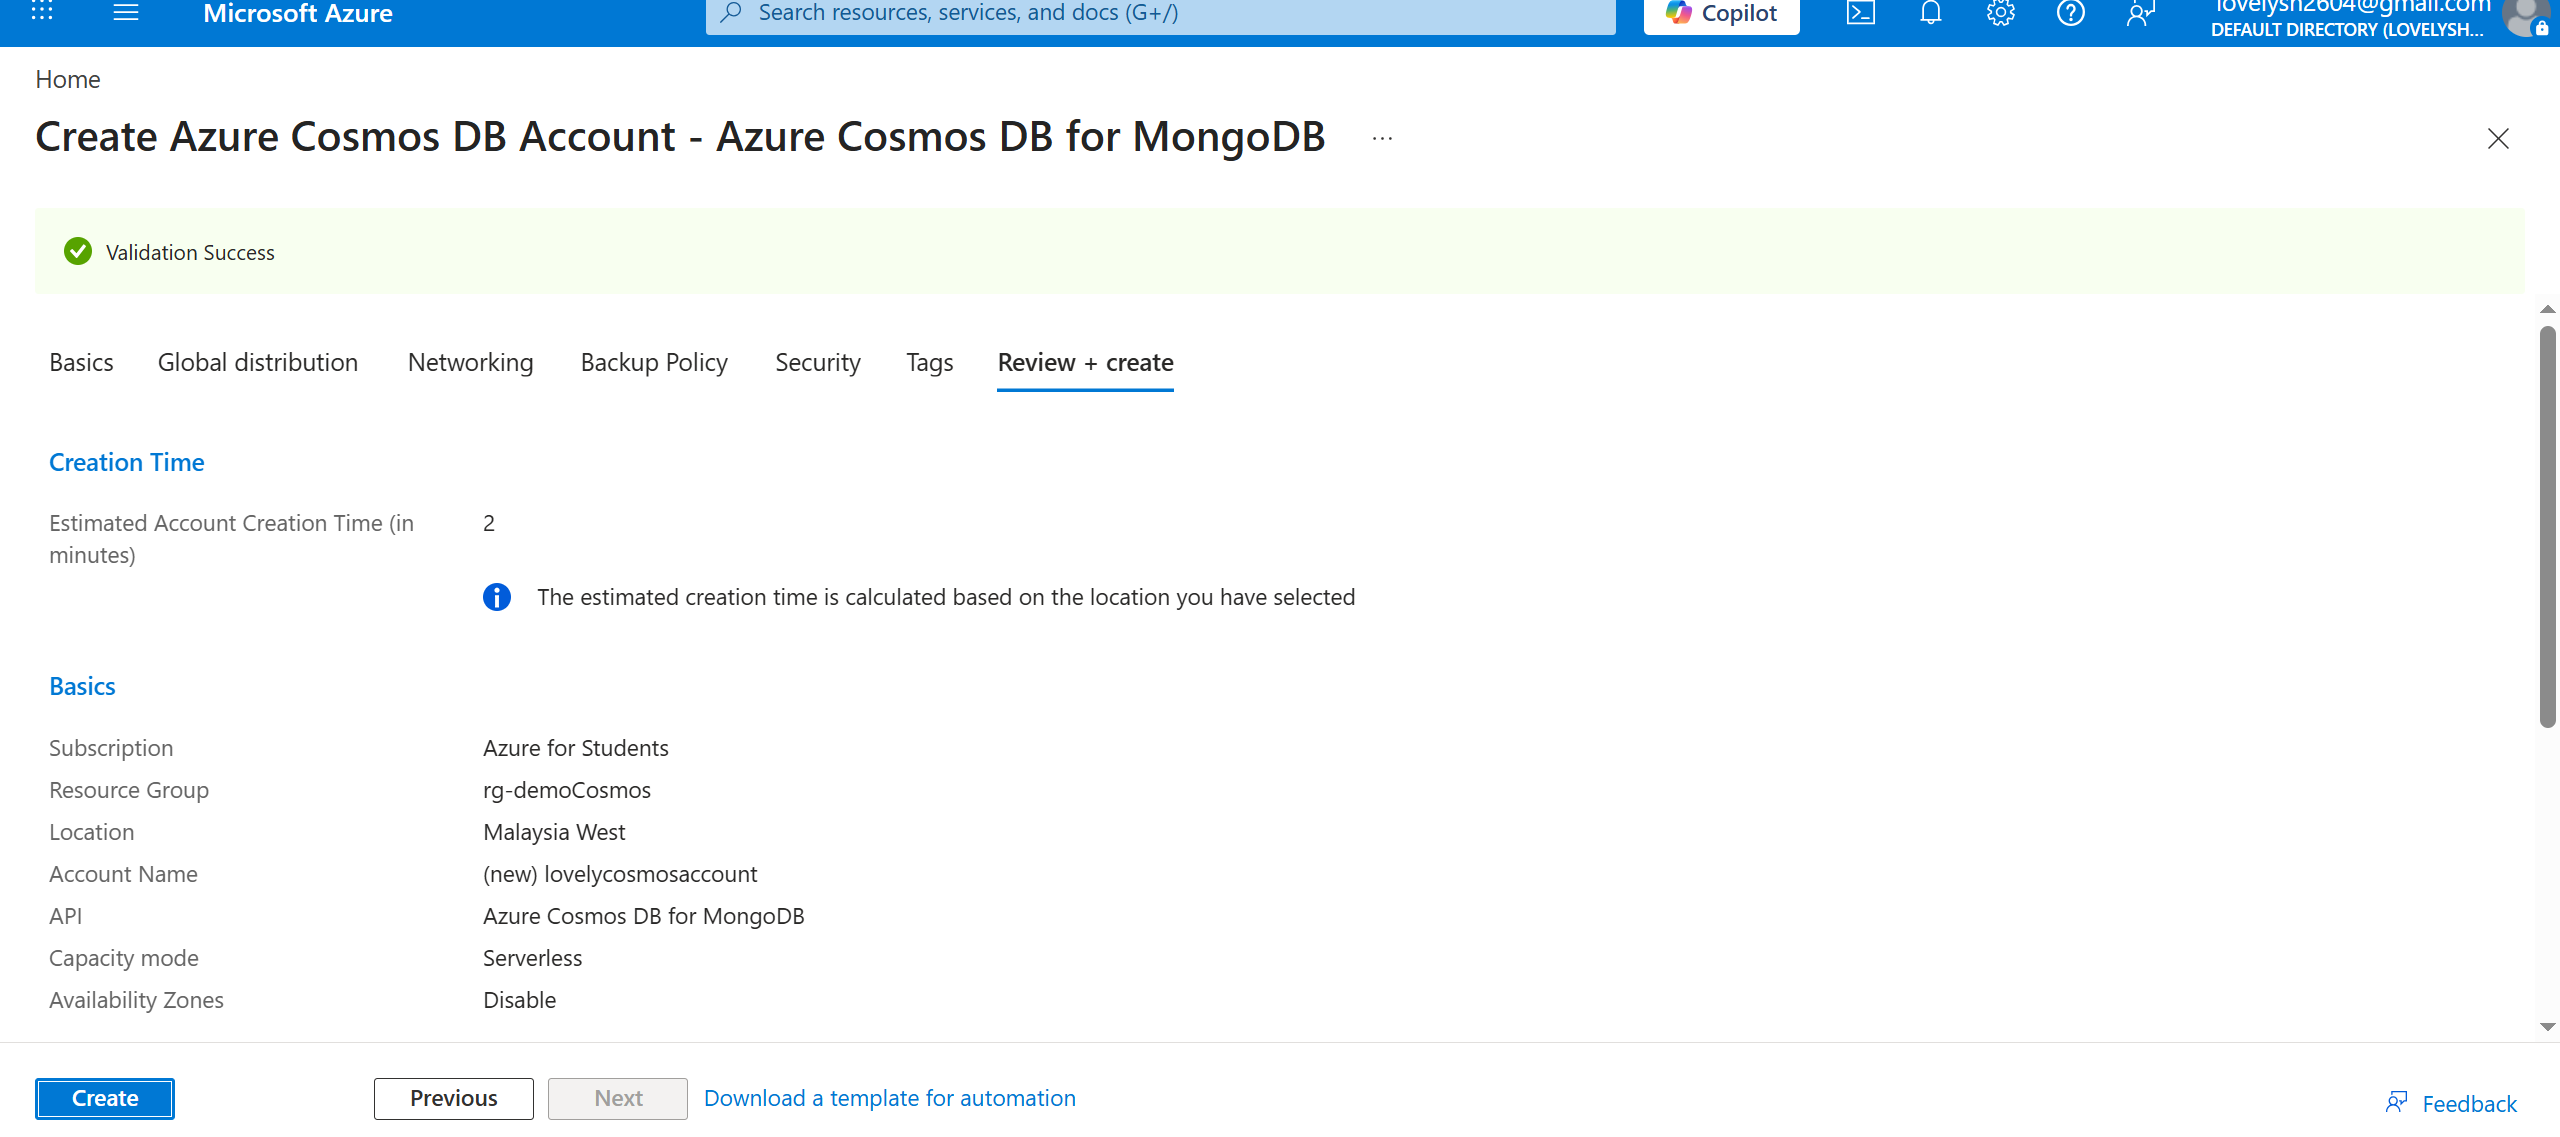 Microsoft Azure
Search resources, services, and docs (G+/)
Copilot
lovelysh2604@gmail.com
DEFAULT DIRECTORY (LOVELYSH...
Home
Create Azure Cosmos DB Account - Azure Cosmos DB for MongoDB ...
Validation Success
Basics Global distribution Networking Backup Policy Security Tags Review + create
Creation Time
Estimated Account Creation Time (in minutes) 2
The estimated creation time is calculated based on the location you have selected
Basics
Subscription Azure for Students
Resource Group rg-demoCosmos
Location Malaysia West
Account Name (new) lovelycosmosaccount
API Azure Cosmos DB for MongoDB
Capacity mode Serverless
Availability Zones Disable
Create Previous Next Download a template for automation Feedback